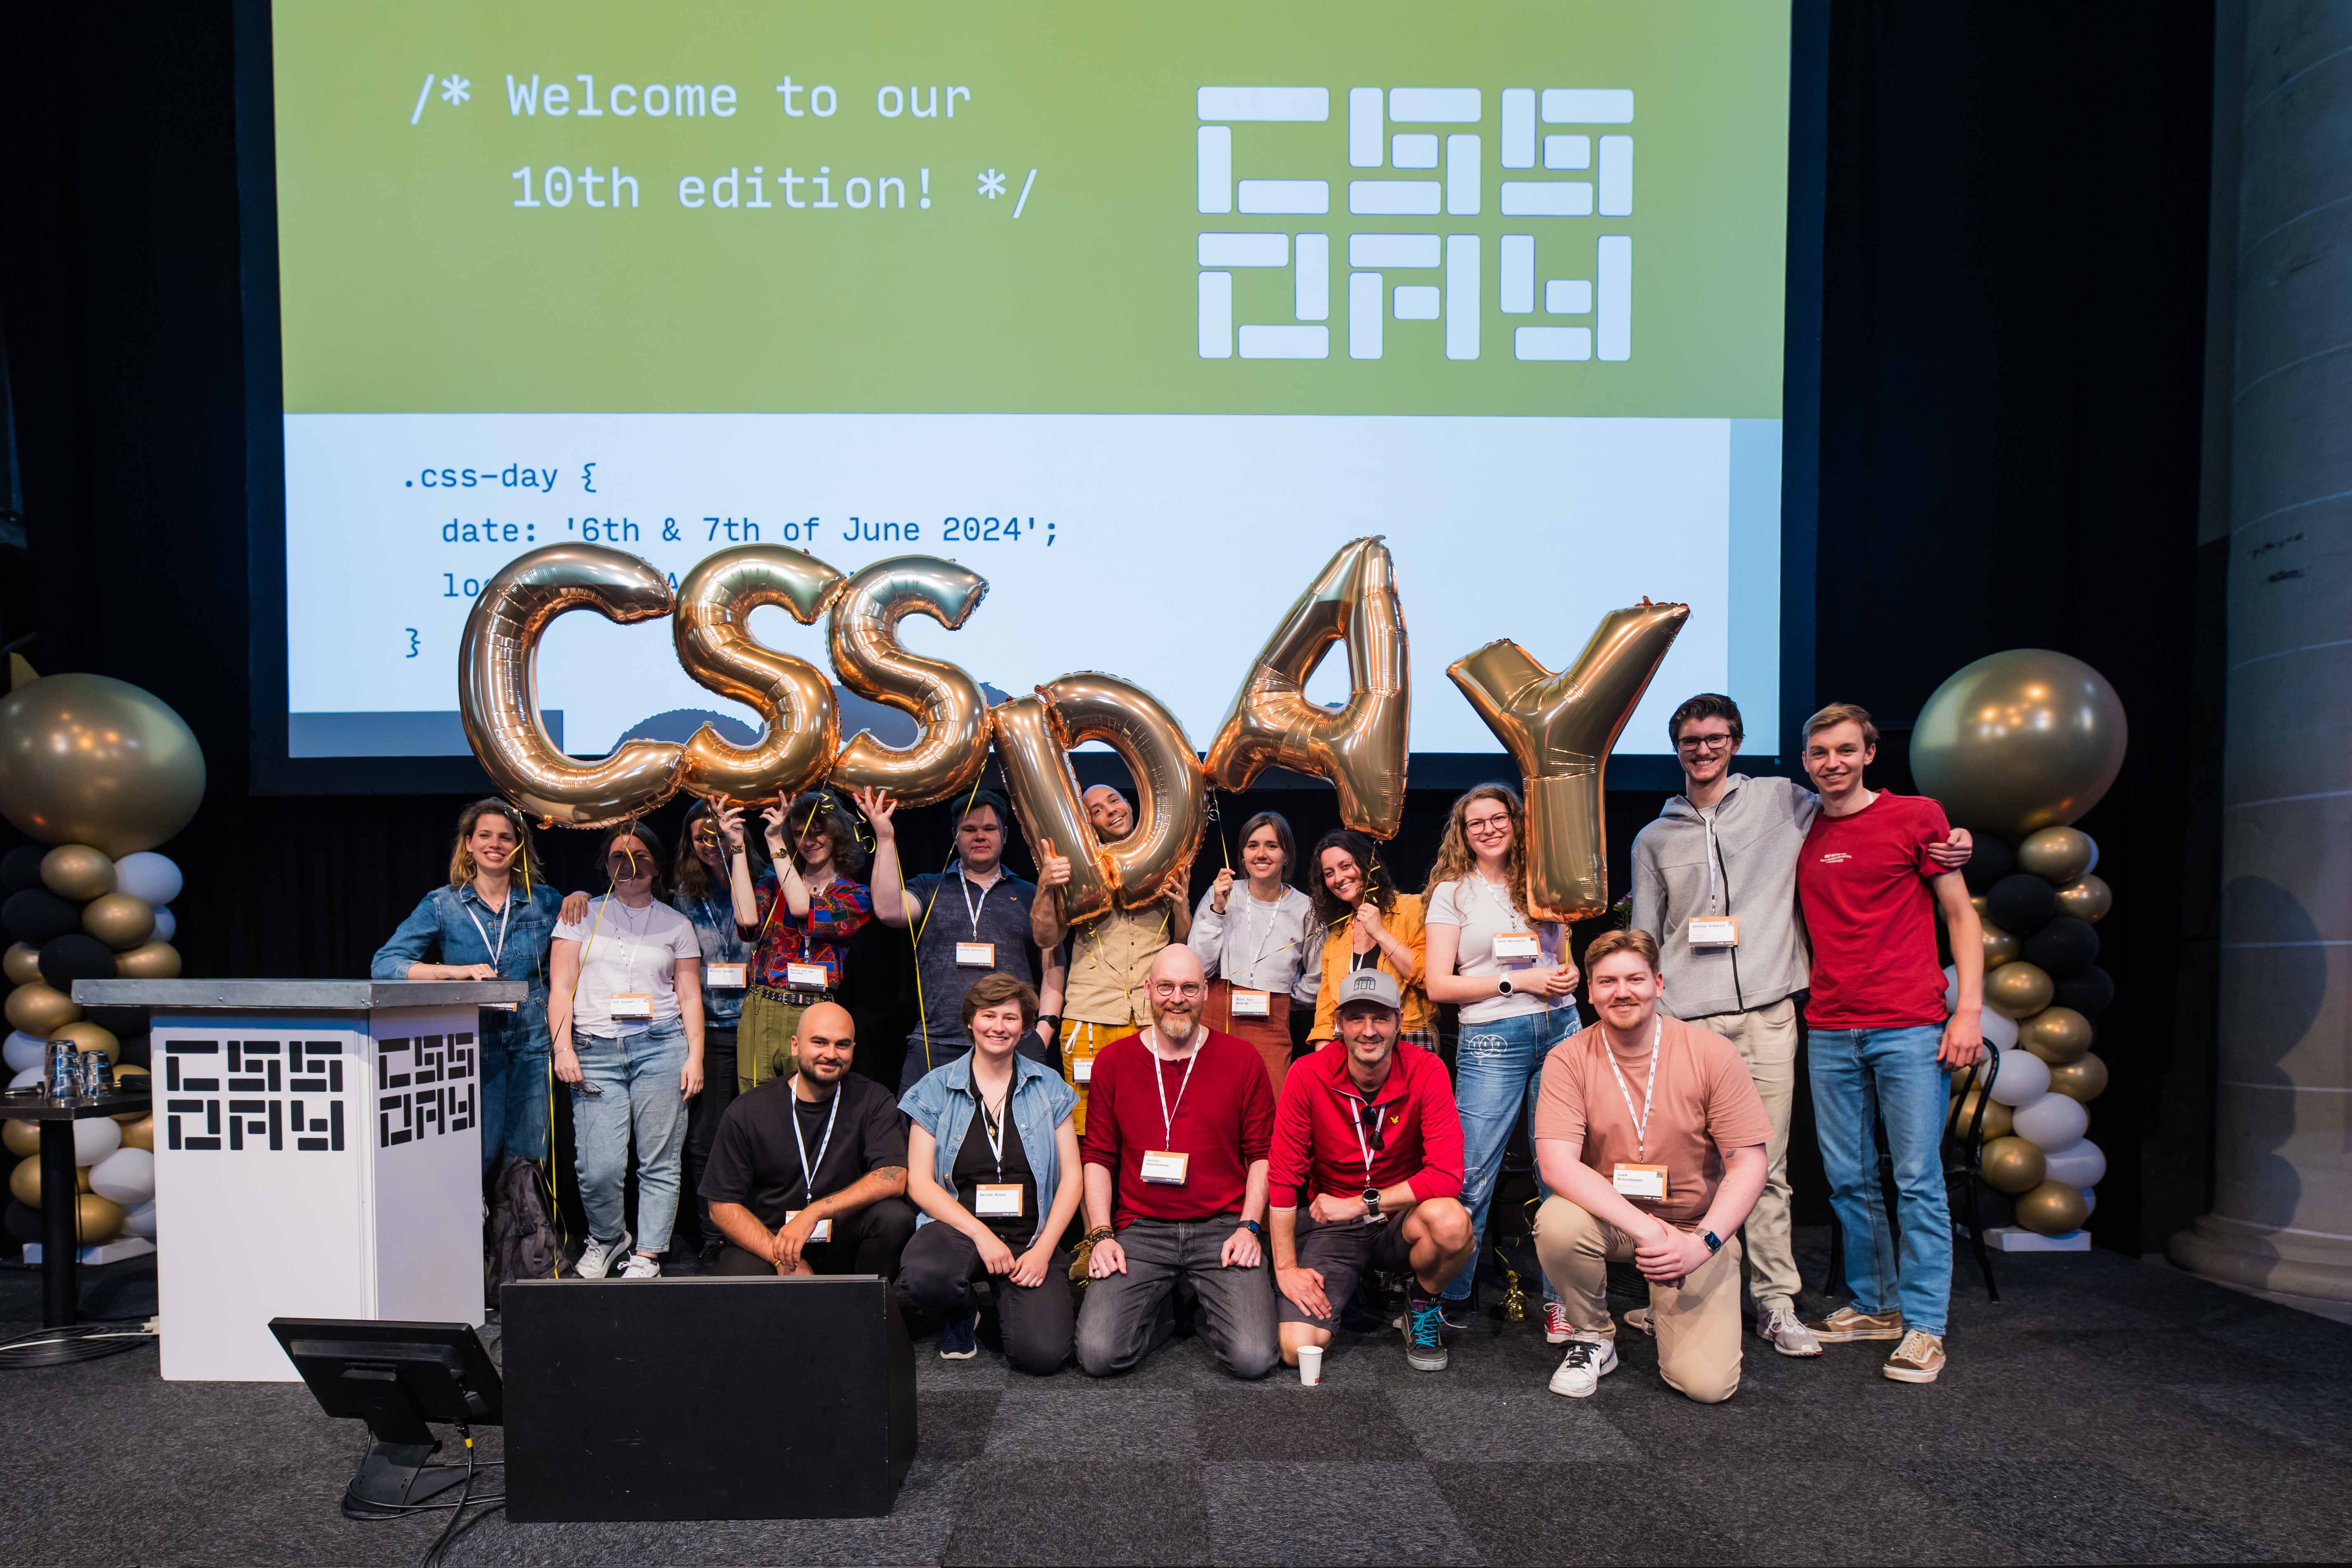 /* Welcome to our
10th edition! */
CSS
DAY
.css-day {
date: '6th & 7th of June 2024';
}
CSS DAY
CSS
DAY
CSS
DAY